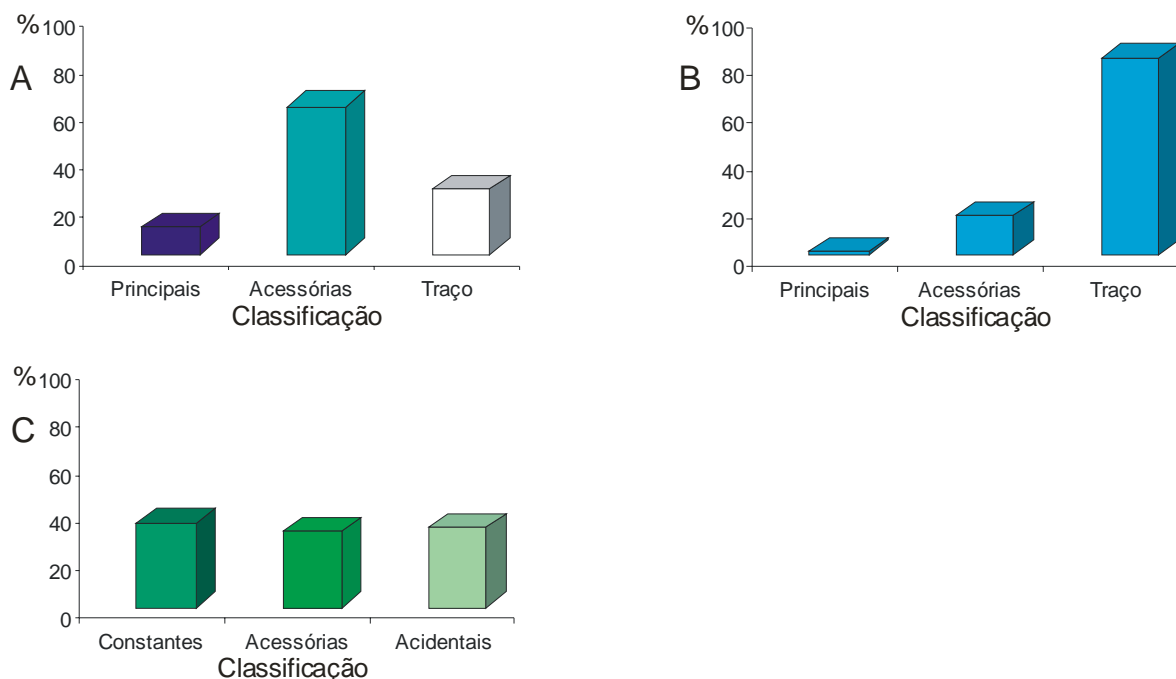 A
%100
80
60
40
20
0
Principais Acessórias Traço
Classificação
B
%100
80
60
40
20
0
Principais Acessórias Traço
Classificação
C
%100
80
60
40
20
0
Constantes Acessórias Acidentais
Classificação